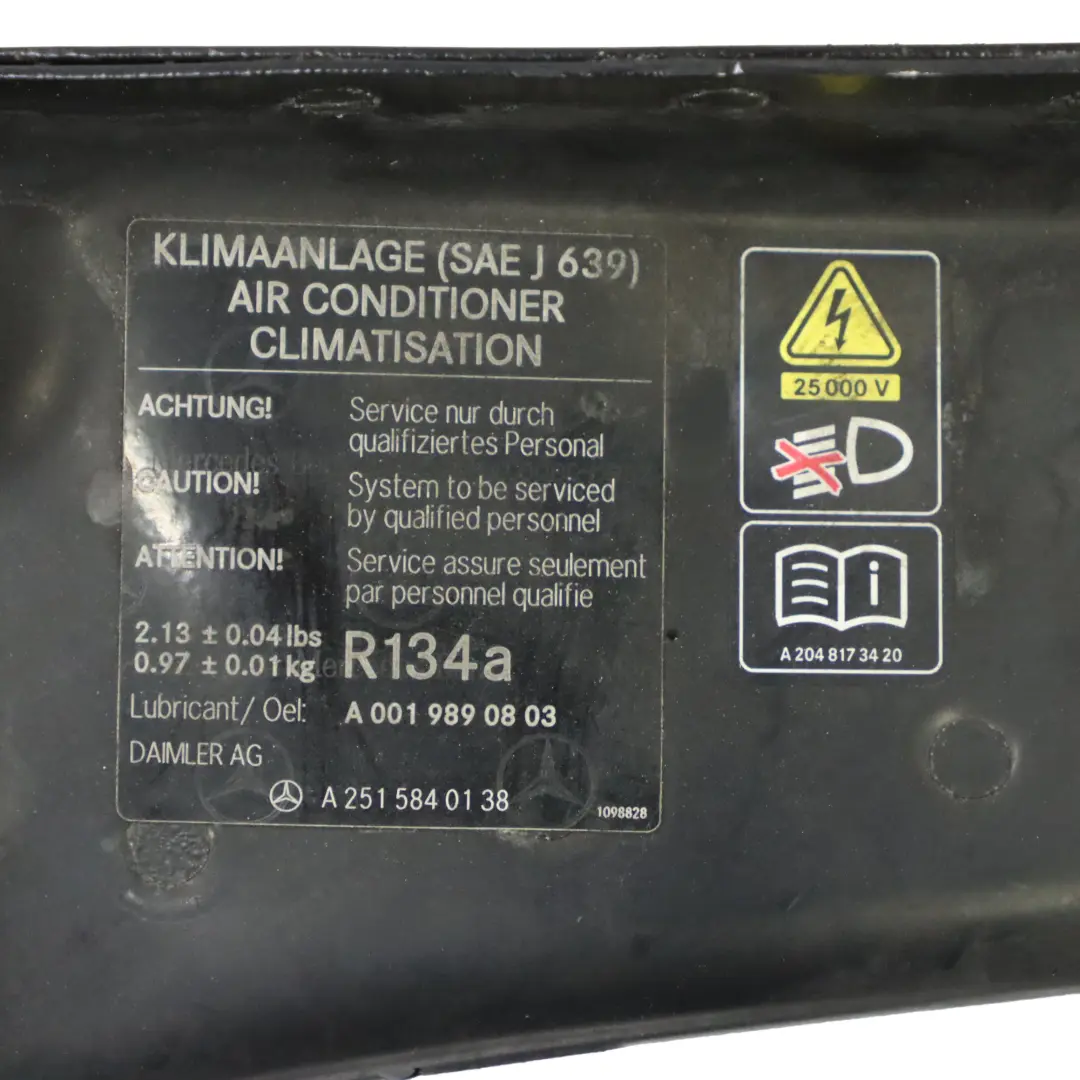 KLIMAANLAGE (SAE J 639)
AIR CONDITIONER
CLIMATISATION
ACHTUNG! Service nur durch
qualifiziertes Personal
CAUTION! System to be serviced
by qualified personnel
ATTENTION! Service assure seulement
par personnel qualifie
2.13 ± 0.04 lbs
0.97 ± 0.01 kg R134a
Lubricant/ Oel: A 001 989 08 03
DAIMLER AG
A 251 584 01 38
1098828
25 000 V
i
A 204 817 34 20